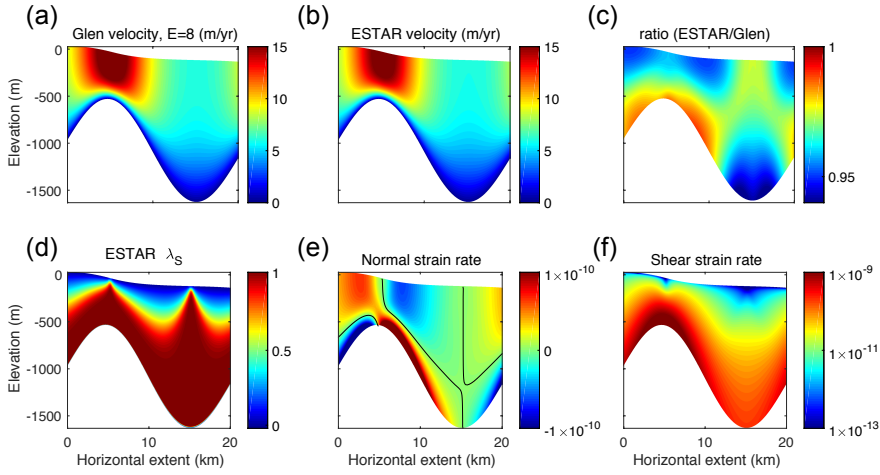 (a) Glen velocity, E=8 (m/yr)
(b) ESTAR velocity (m/yr)
(c) ratio (ESTAR/Glen)
Elevation (m)
0
-500
-1000
-1500
15
10
5
0
15
10
5
0
1
0.95
(d) ESTAR λS
(e) Normal strain rate
(f) Shear strain rate
Elevation (m)
0
-500
-1000
-1500
0 10 20
Horizontal extent (km)
1
0.5
0
0 10 20
Horizontal extent (km)
1×10⁻¹⁰
0
-1×10⁻¹⁰
0 10 20
Horizontal extent (km)
1×10⁻⁹
1×10⁻¹¹
1×10⁻¹³